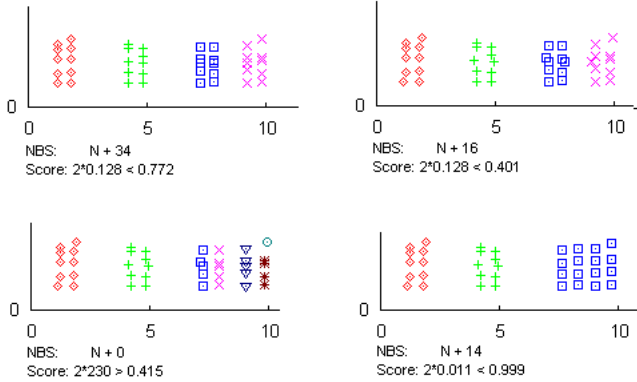 0
0 5 10
NBS: N + 34
Score: 2*0.128 < 0.772
0
0 5 10
NBS: N + 16
Score: 2*0.128 < 0.401
0
0 5 10
NBS: N + 0
Score: 2*230 > 0.415
0
0 5 10
NBS: N + 14
Score: 2*0.011 < 0.999